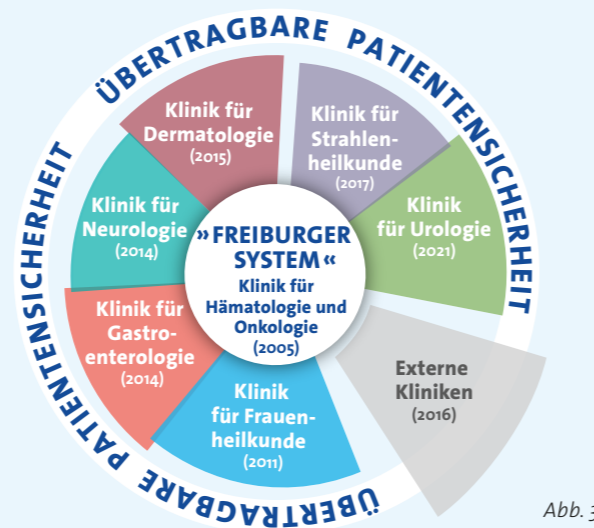 ÜBERTRAGBARE PATIENTENSICHERHEIT
ÜBERTRAGBARE PATIENTENSICHERHEIT
Klinik für
Dermatologie
(2015)
Klinik für
Strahlen-
heilkunde
(2017)
Klinik
für Urologie
(2021)
Externe
Kliniken
(2016)
Klinik
für Frauen-
heilkunde
(2011)
Klinik für
Gastro-
enterologie
(2014)
Klinik für
Neurologie
(2014)
»FREIBURGER
SYSTEM«
Klinik für
Hämatologie und
Onkologie
(2005)
Abb.